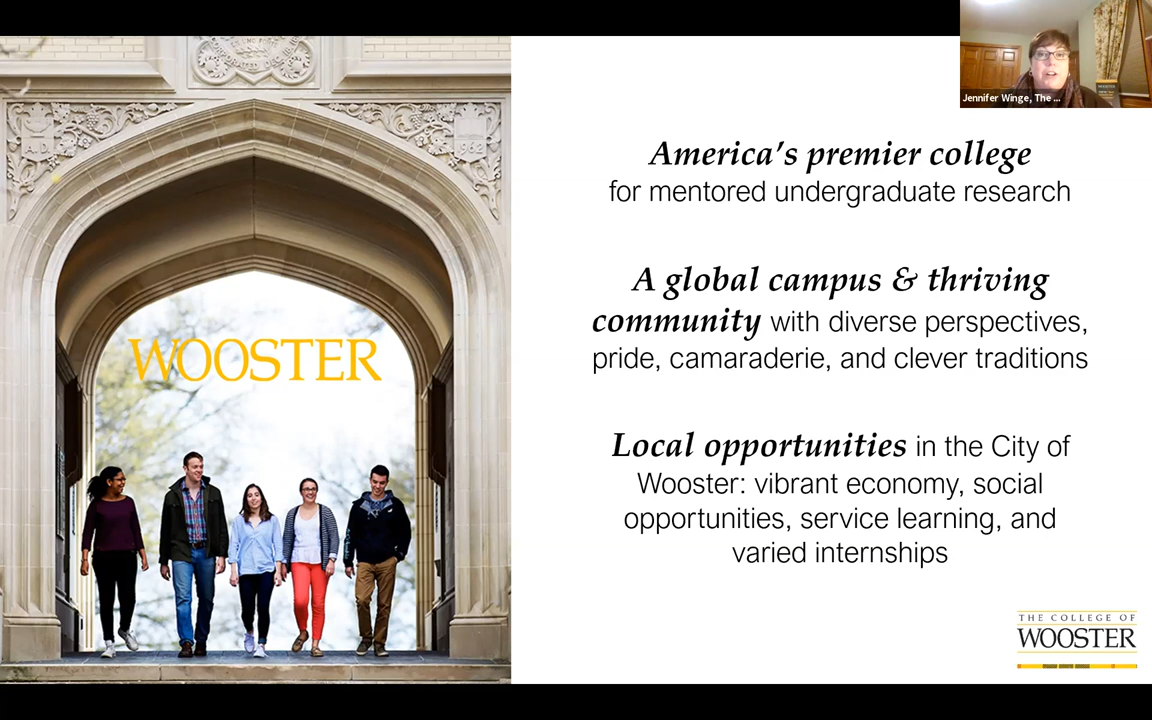 Jennifer Winge, The ...
WOOSTER
America's premier college
for mentored undergraduate research
A global campus & thriving
community with diverse perspectives,
pride, camaraderie, and clever traditions
Local opportunities in the City of
Wooster: vibrant economy, social
opportunities, service learning, and
varied internships
THE COLLEGE OF
WOOSTER